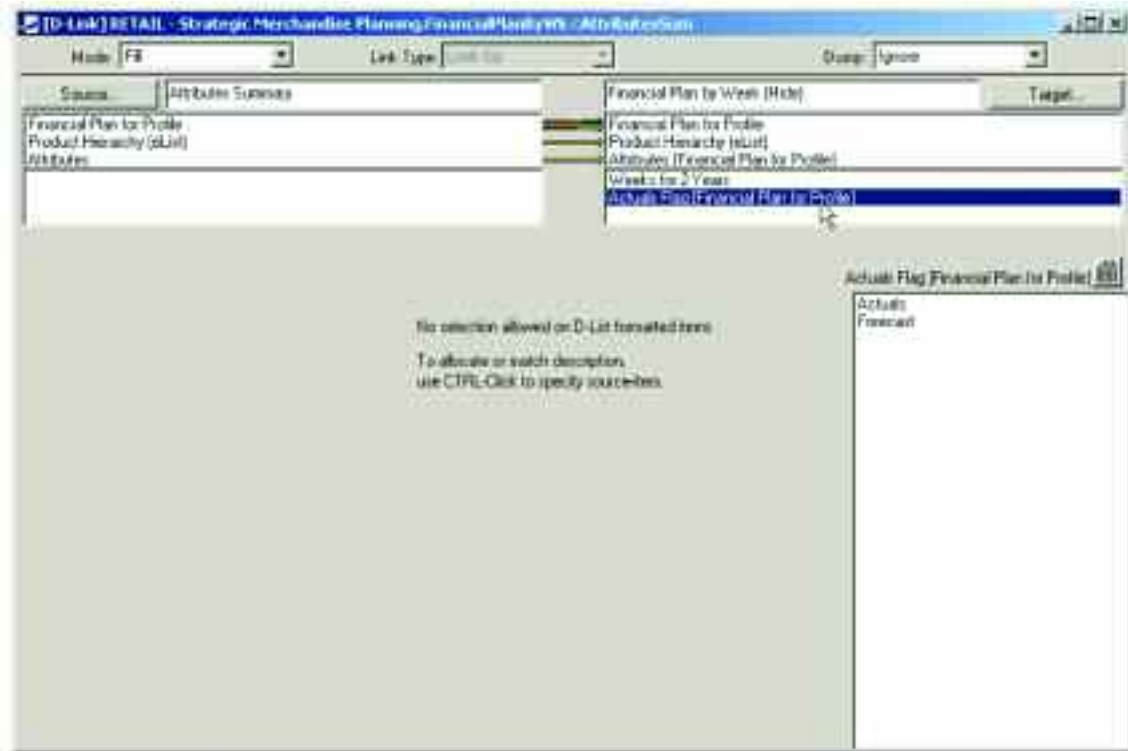 [D-Link] RETAIL - Strategic Merchandise Planning.FinancialPlanbyWk - AttributesSum
Mode: Fill Link Type Dump: Ignore
Source... Attributes Summary Financial Plan by Week (Hide) Target...
Financial Plan for Profile Financial Plan for Profile
Product Hierarchy (eList) Product Hierarchy (eList)
Attributes Attributes [Financial Plan for Profile]
Weeks for 2 Years
Actuals Flag [Financial Plan for Profile]
Actuals Flag [Financial Plan for Profile]
Actuals
Forecast
No selection allowed on D-List formatted items
To allocate or match description,
use CTRL-Click to specify source-item.